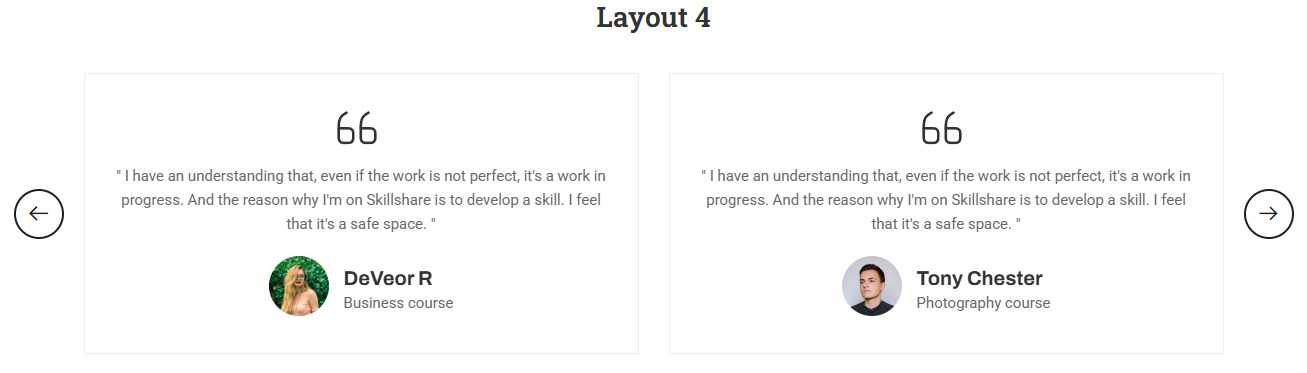 Layout 4
" I have an understanding that, even if the work is not perfect, it's a work in
progress. And the reason why I'm on Skillshare is to develop a skill. I feel
that it's a safe space. "
DeVeor R
Business course
" I have an understanding that, even if the work is not perfect, it's a work in
progress. And the reason why I'm on Skillshare is to develop a skill. I feel
that it's a safe space. "
Tony Chester
Photography course